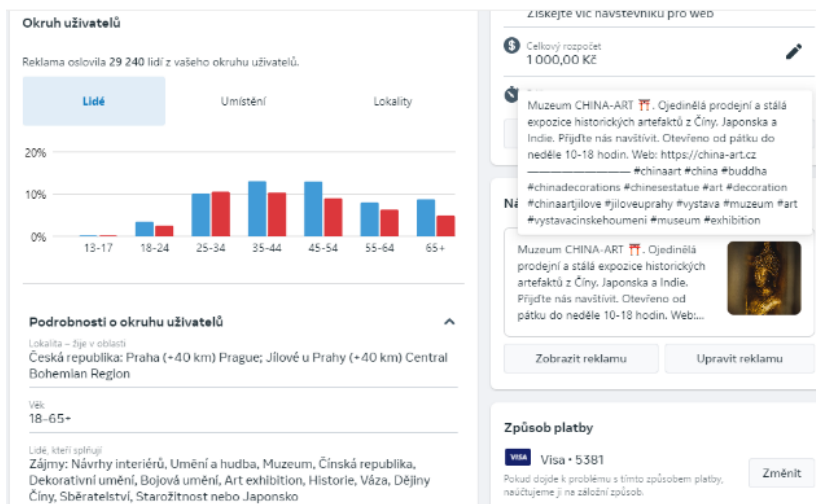 Okruh uživatelů
Reklama oslovila 29 240 lidí z vašeho okruhu uživatelů.
Lidé
Umístění
Lokality
20%
10%
0%
13-17
18-24
25-34
35-44
45-54
55-64
65+
Podrobnosti o okruhu uživatelů
Lokalita – žije v oblasti
Česká republika: Praha (+40 km) Prague; Jílové u Prahy (+40 km) Central
Bohemian Region
Věk
18–65+
Lidé, kteří splňují
Zájmy: Návrhy interiérů, Umění a hudba, Muzeum, Čínská republika,
Dekorativní umění, Bojová umění, Art exhibition, Historie, Váza, Dějiny
Číny, Sběratelství, Starožitnost nebo Japonsko
Získejte víc návštěvníků pro web
Celkový rozpočet
1 000,00 Kč
Muzeum CHINA-ART ⛩. Ojedinělá prodejní a stálá
expozice historických artefaktů z Číny, Japonska a
Indie. Přijďte nás navštívit. Otevřeno od pátku do
neděle 10-18 hodin. Web: https://china-art.cz
———————— #chinaart #china #buddha
#chinadecorations #chinesestatue #art #decoration
#chinaartjilove #jiloveuprahy #vystava #muzeum #art
#vystavacinskehoumeni #museum #exhibition
Muzeum CHINA-ART ⛩. Ojedinělá
prodejní a stálá expozice historických
artefaktů z Číny, Japonska a Indie.
Přijďte nás navštívit. Otevřeno od
pátku do neděle 10-18 hodin. Web:...
Zobrazit reklamu
Upravit reklamu
Způsob platby
VISA Visa • 5381
Pokud dojde k problému s tímto způsobem platby,
naúčtujeme ji na záložní způsob.
Změnit